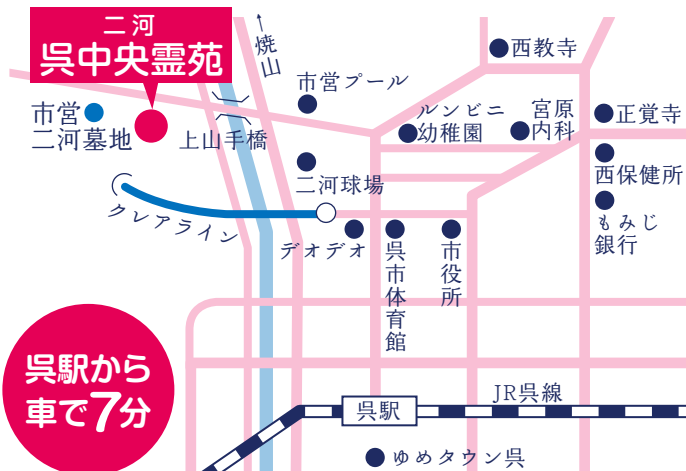 二河
呉中央霊苑
←焼山
市営プール
西教寺
市営
二河墓地
上山手橋
ルンビニ
幼稚園
宮原
内科
正覚寺
西保健所
二河球場
クレアライン
もみじ
銀行
デオデオ
呉市体育館
市役所
呉駅から
車で7分
呉駅
JR呉線
ゆめタウン呉